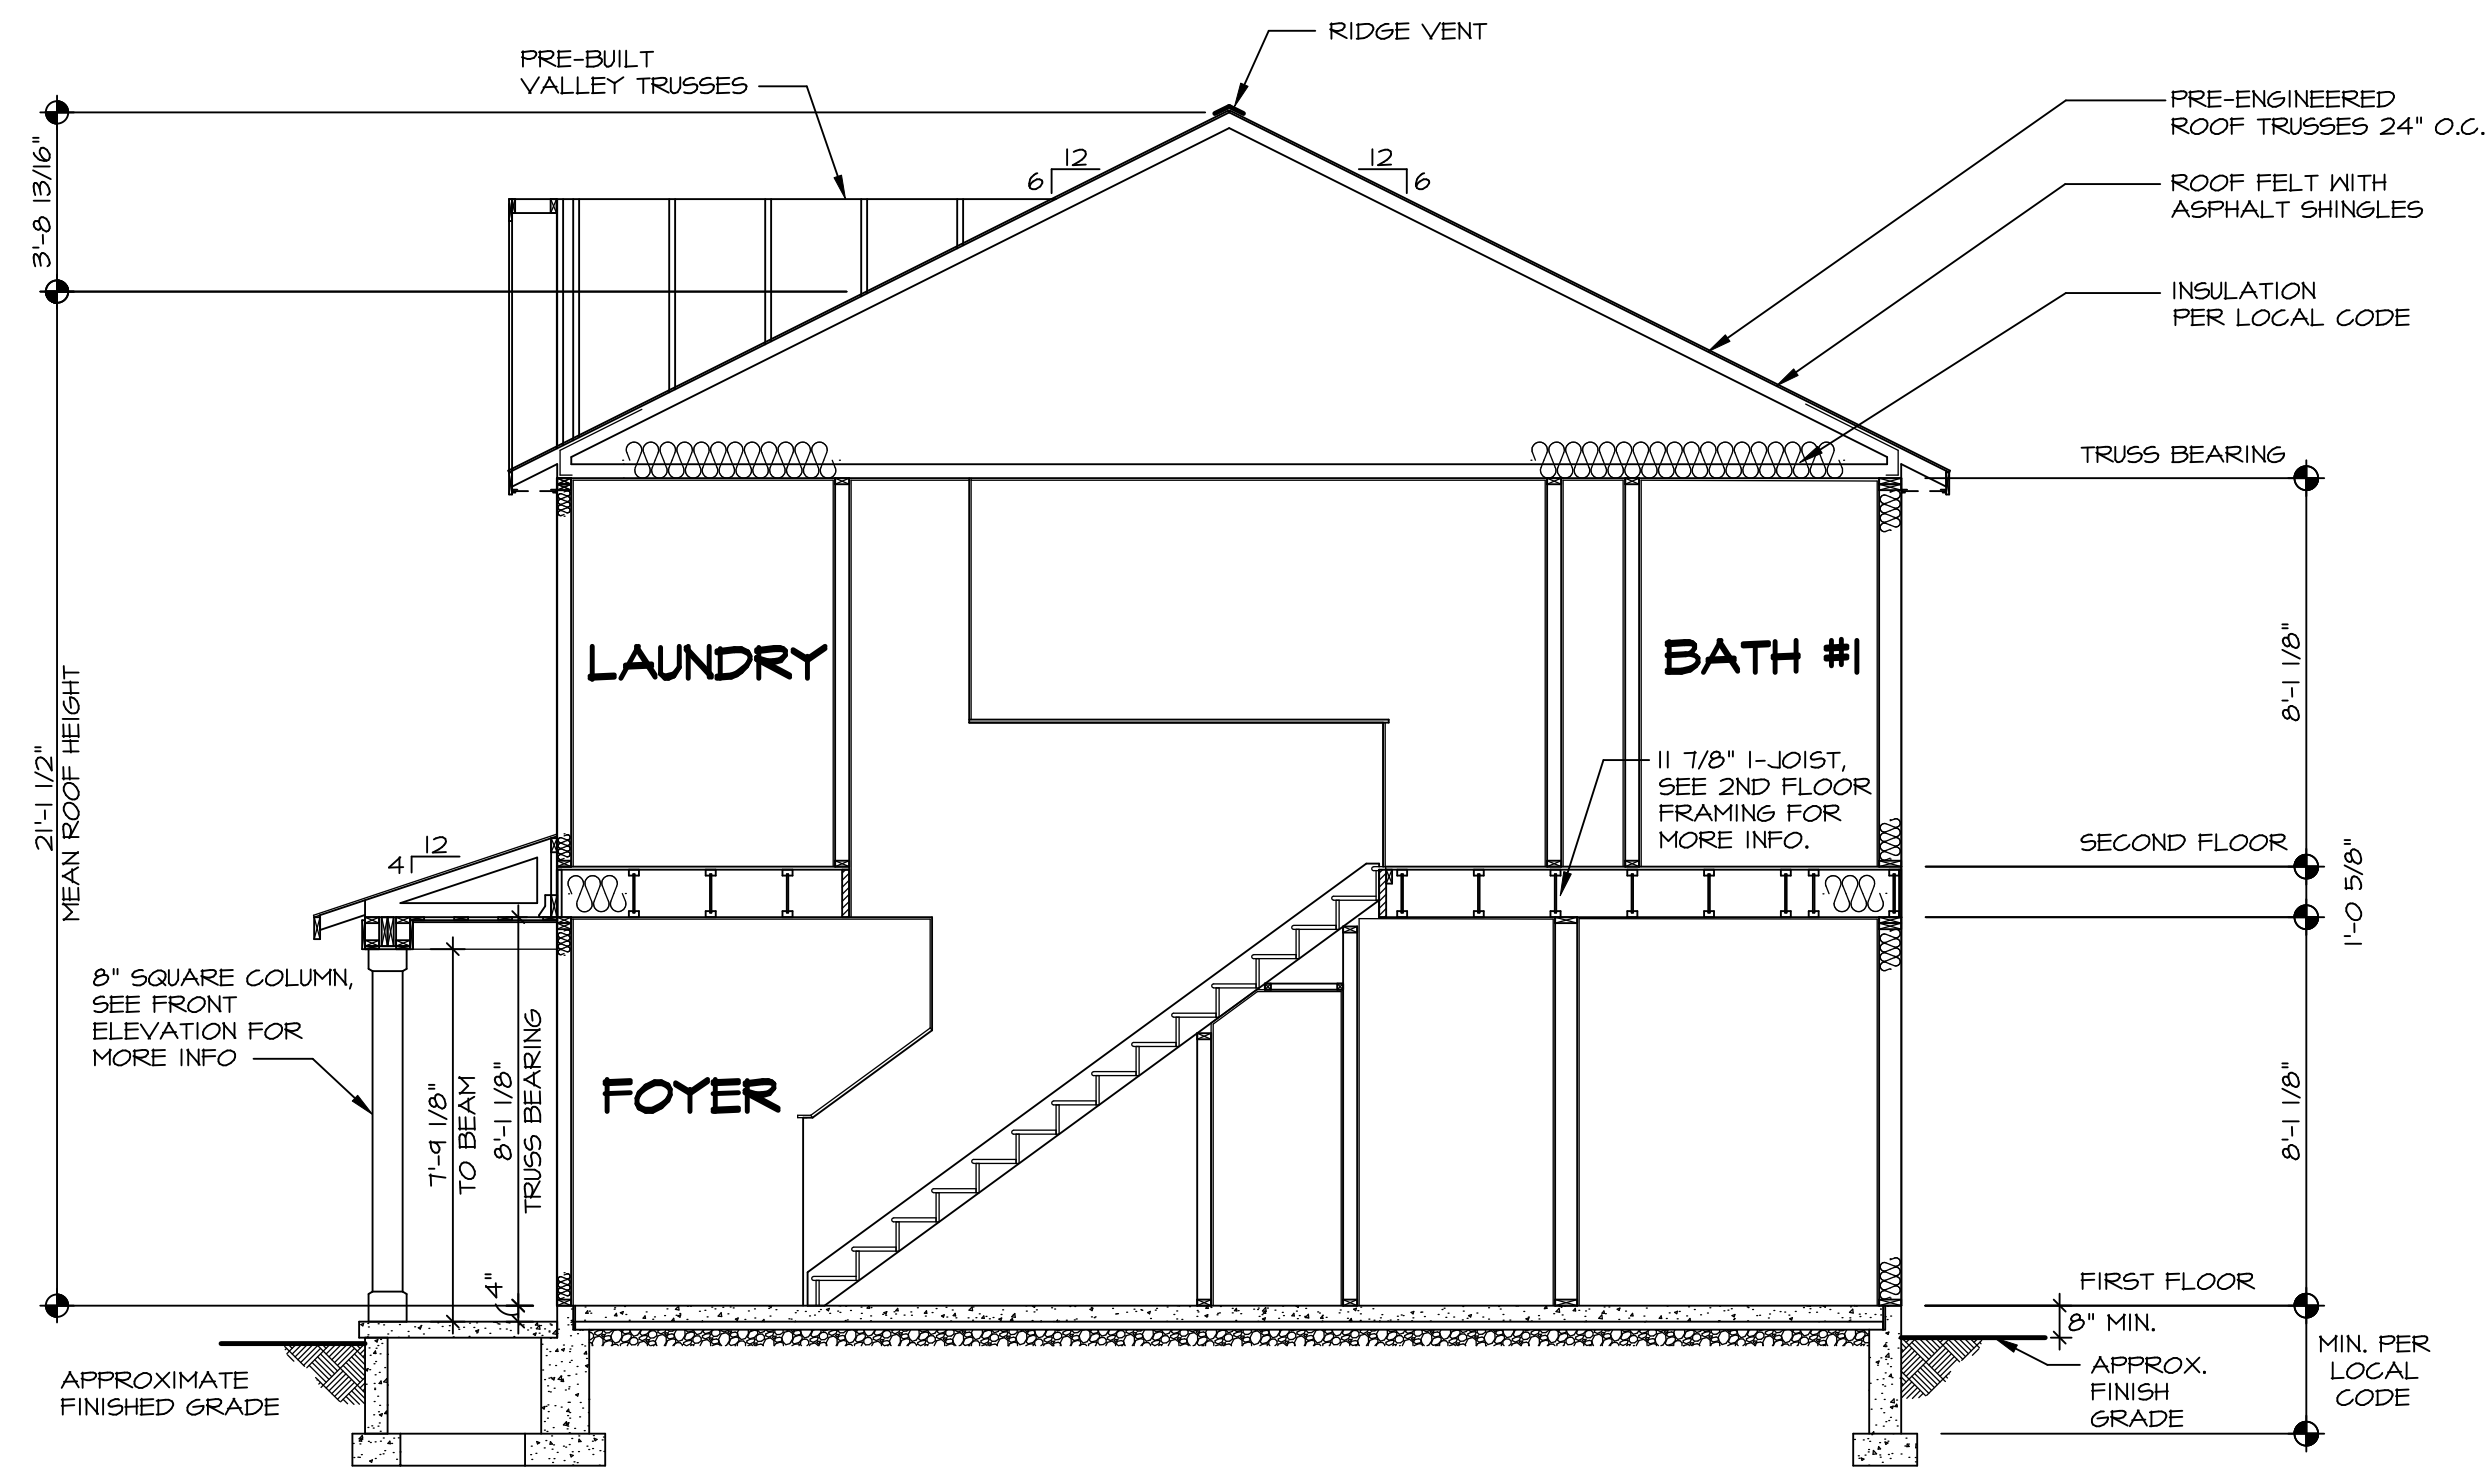 RIDGE VENT
PRE-BUILT
VALLEY TRUSSES
PRE-ENGINEERED
ROOF TRUSSES 24" O.C.
3'-8 13/16"
12
6
12
6
ROOF FELT WITH
ASPHALT SHINGLES
INSULATION
PER LOCAL CODE
TRUSS BEARING
LAUNDRY
BATH #1
8'-1 1/8"
21'-1 1/2"
MEAN ROOF HEIGHT
11 7/8" I-JOIST,
SEE 2ND FLOOR
FRAMING FOR
MORE INFO.
12
4
SECOND FLOOR
1'-0 5/8"
8" SQUARE COLUMN,
SEE FRONT
ELEVATION FOR
MORE INFO
7'-9 1/8"
TO BEAM
8'-1 1/8"
TRUSS BEARING
FOYER
8'-1 1/8"
4"
FIRST FLOOR
8" MIN.
MIN. PER
LOCAL
CODE
APPROX.
FINISH
GRADE
APPROXIMATE
FINISHED GRADE